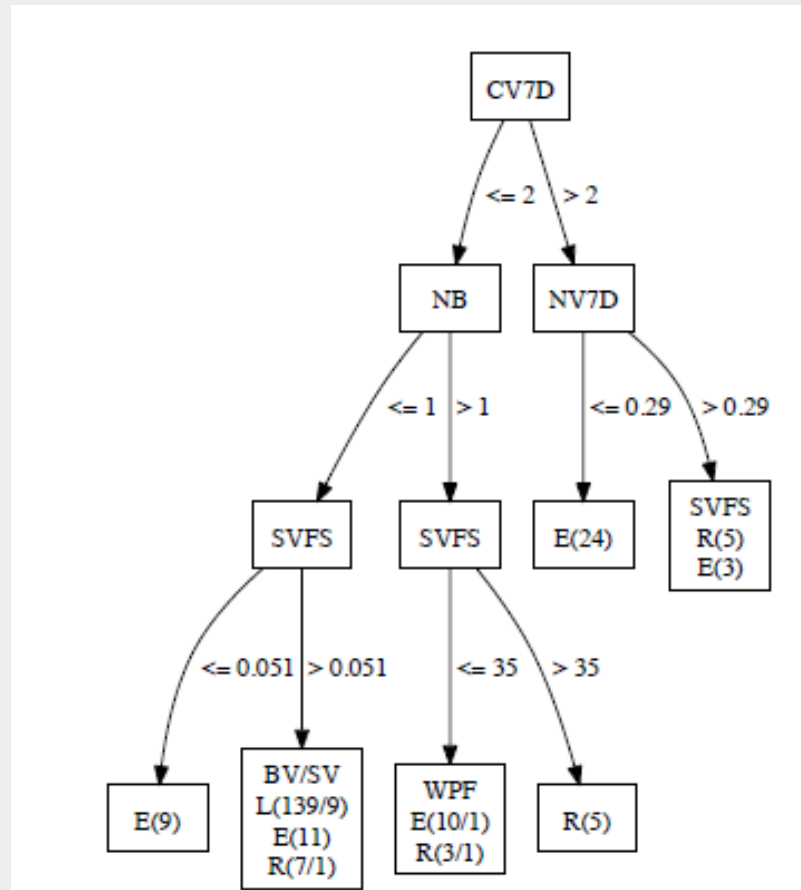 CV7D
<= 2
> 2
NB
NV7D
<= 1
> 1
<= 0.29
> 0.29
SVFS
SVFS
E(24)
SVFS
R(5)
E(3)
<= 0.051
> 0.051
<= 35
> 35
E(9)
BV/SV
L(139/9)
E(11)
R(7/1)
WPF
E(10/1)
R(3/1)
R(5)